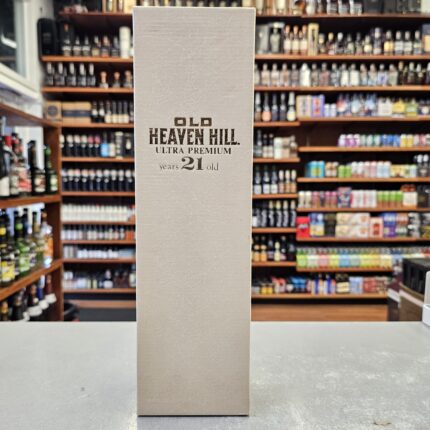 OLD
HEAVEN HILL
ULTRA PREMIUM
years 21 old